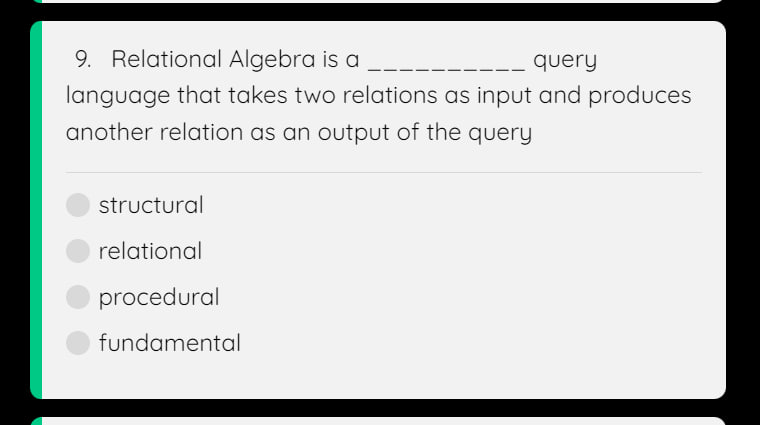 9. Relational Algebra is a __________ query
language that takes two relations as input and produces
another relation as an output of the query
structural
relational
procedural
fundamental